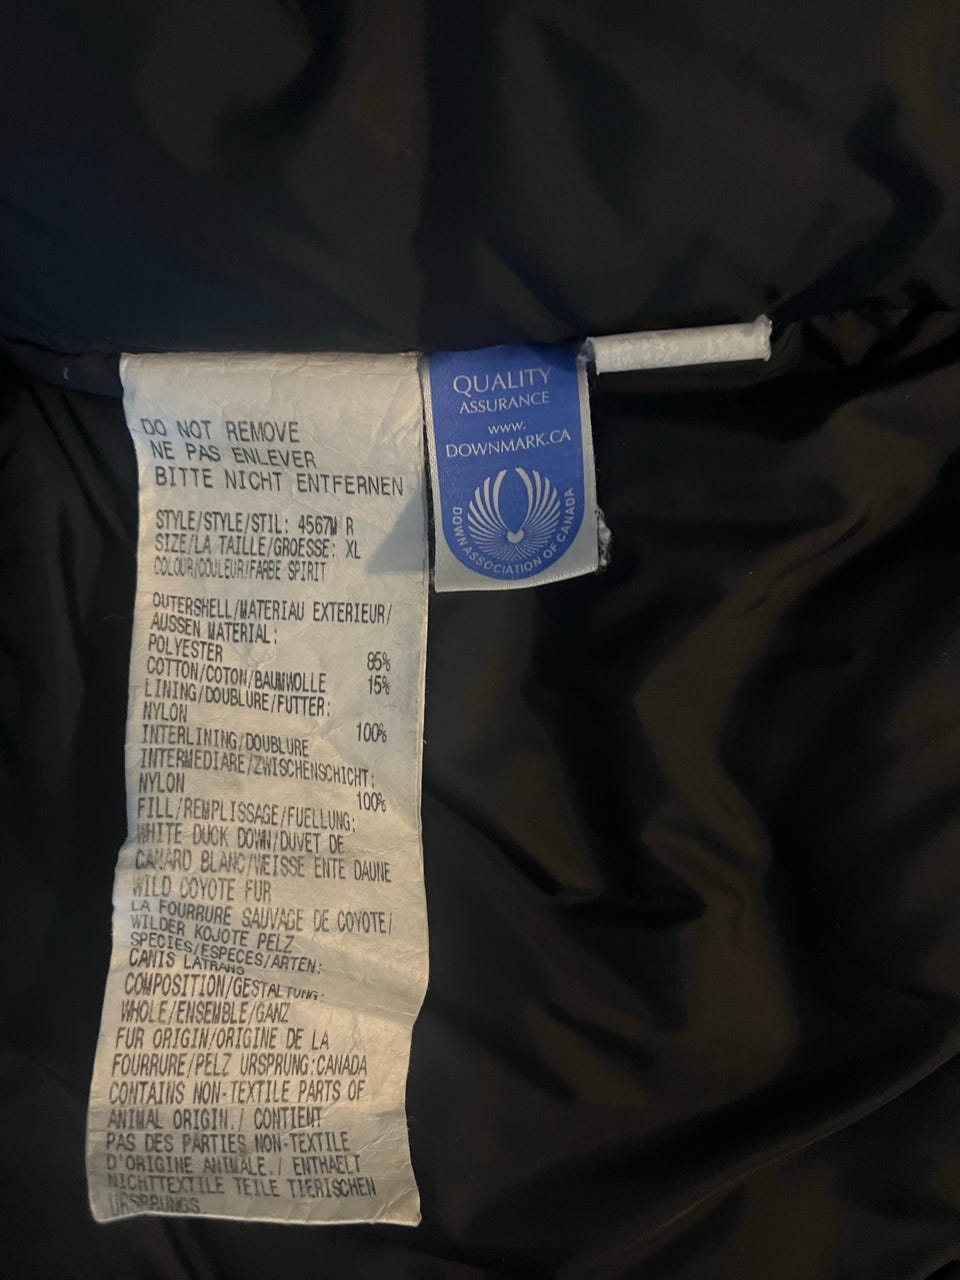 DO NOT REMOVE
NE PAS ENLEVER
BITTE NICHT ENTFERNEN
STYLE/STYLE/STIL: 4567M R
SIZE/LA TAILLE/GROESSE: XL
COLOUR/COULEUR/FARBE SPIRIT
OUTERSHELL/MATERIAU EXTERIEUR/
AUSSEN MATERIAL:
POLYESTER 85%
COTTON/COTON/BAUMWOLLE 15%
LINING/DOUBLURE/FUTTER:
NYLON 100%
INTERLINING/DOUBLURE
INTERMEDIARE/ZWISCHENSCHICHT:
NYLON 100%
FILL/REMPLISSAGE/FUELLUNG:
WHITE DUCK DOWN/DUVET DE
CANARD BLANC/WEISSE ENTE DAUNE
WILD COYOTE FUR
LA FOURRURE SAUVAGE DE COYOTE/
WILDER KOJOTE PELZ
SPECIES/ESPECES/ARTEN:
CANIS LATRANS
COMPOSITION/GESTALTUNG:
WHOLE/ENSEMBLE/GANZ
FUR ORIGIN/ORIGINE DE LA
FOURRURE/PELZ URSPRUNG:CANADA
CONTAINS NON-TEXTILE PARTS OF
ANIMAL ORIGIN./ CONTIENT
PAS DES PARTIES NON-TEXTILE
D'ORIGINE ANIMALE./ ENTHAELT
NICHTTEXTILE TEILE TIERISCHEN
URSPRUNGS
QUALITY
ASSURANCE
www.
DOWNMARK.CA
DOWN ASSOCIATION OF CANADA